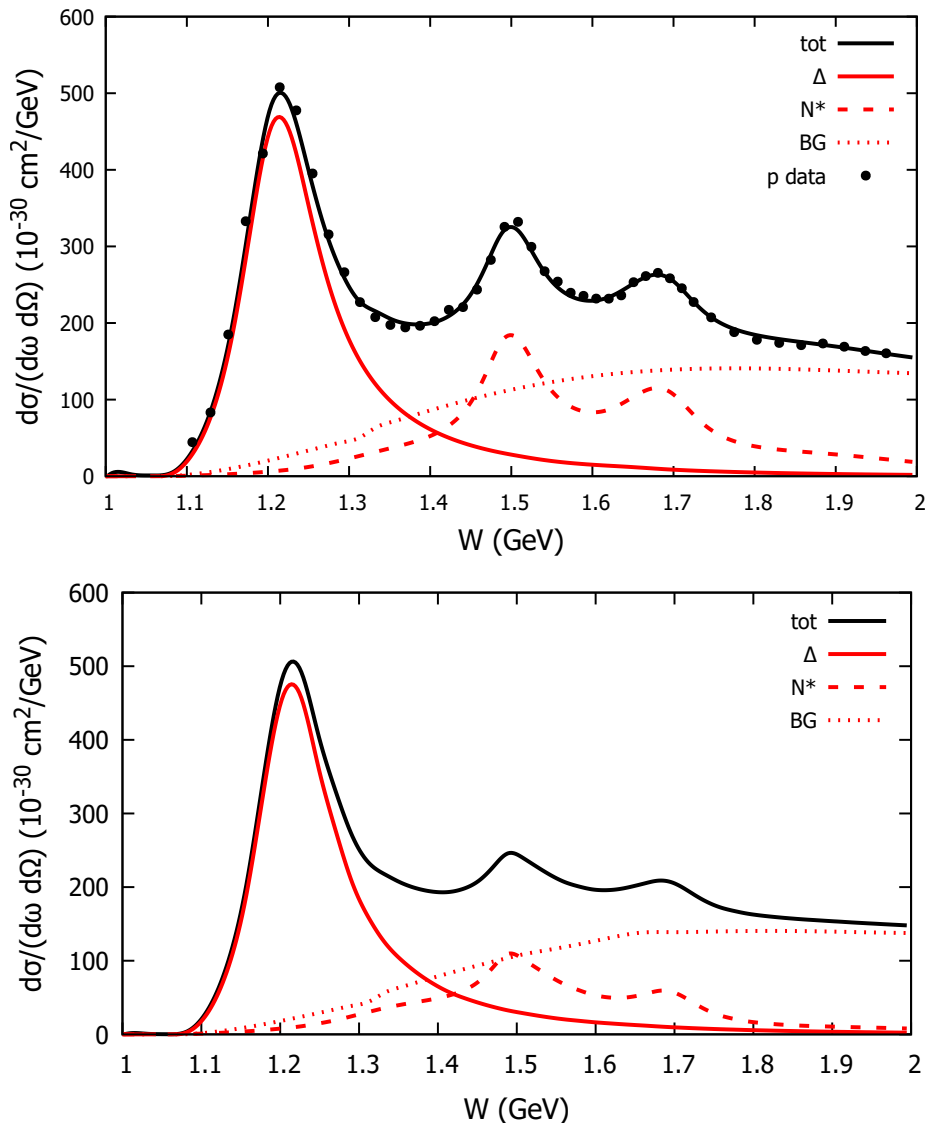 600
500
400
300
200
100
0
dσ/(dω dΩ) (10⁻³⁰ cm²/GeV)
tot
Δ
N*
BG
p data
1 1.1 1.2 1.3 1.4 1.5 1.6 1.7 1.8 1.9 2
W (GeV)
600
500
400
300
200
100
0
dσ/(dω dΩ) (10⁻³⁰ cm²/GeV)
tot
Δ
N*
BG
1 1.1 1.2 1.3 1.4 1.5 1.6 1.7 1.8 1.9 2
W (GeV)